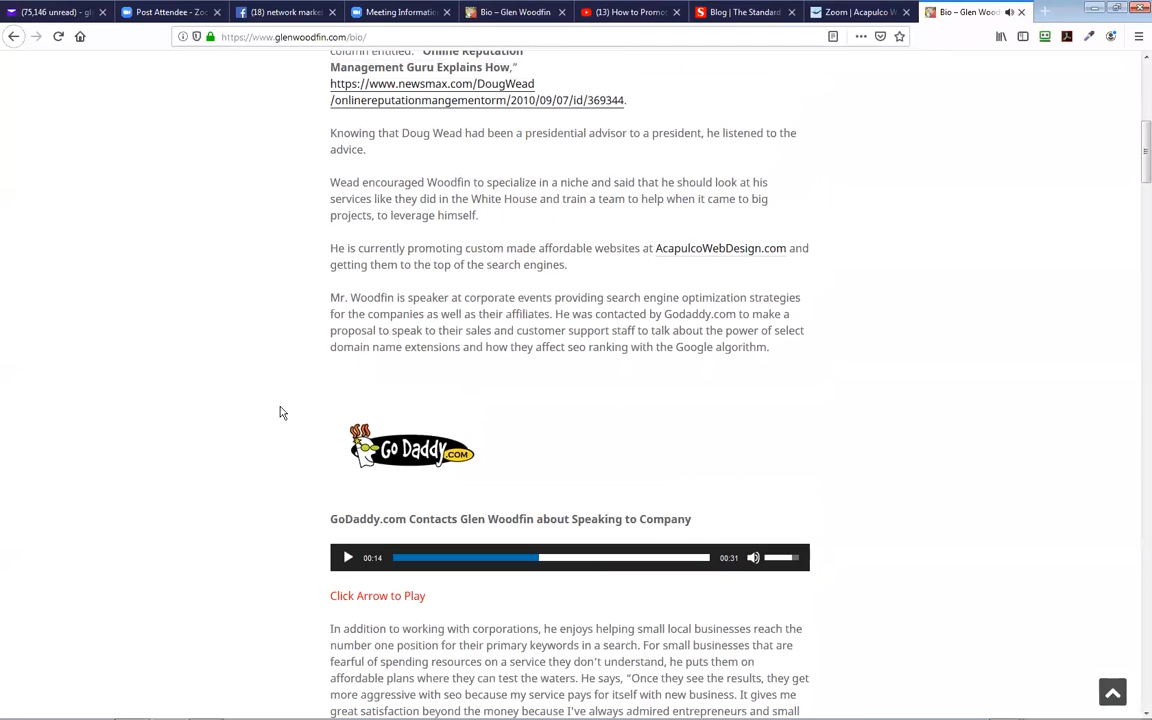 (75,146 unread) - gl
Post Attendee - Zoo
(18) network marke
Meeting Informatio
Bio – Glen Woodfin
(13) How to Promo
Blog | The Standard
Zoom | Acapulco W
Bio – Glen Wood
https://www.glenwoodfin.com/bio/
column entitled: "Online Reputation
Management Guru Explains How,"
https://www.newsmax.com/DougWead
/onlinereputationmangementorm/2010/09/07/id/369344.
Knowing that Doug Wead had been a presidential advisor to a president, he listened to the
advice.
Wead encouraged Woodfin to specialize in a niche and said that he should look at his
services like they did in the White House and train a team to help when it came to big
projects, to leverage himself.
He is currently promoting custom made affordable websites at AcapulcoWebDesign.com and
getting them to the top of the search engines.
Mr. Woodfin is speaker at corporate events providing search engine optimization strategies
for the companies as well as their affiliates. He was contacted by Godaddy.com to make a
proposal to speak to their sales and customer support staff to talk about the power of select
domain name extensions and how they affect seo ranking with the Google algorithm.
Go Daddy .COM
GoDaddy.com Contacts Glen Woodfin about Speaking to Company
00:14 00:31
Click Arrow to Play
In addition to working with corporations, he enjoys helping small local businesses reach the
number one position for their primary keywords in a search. For small businesses that are
fearful of spending resources on a service they don't understand, he puts them on
affordable plans where they can test the waters. He says, "Once they see the results, they get
more aggressive with seo because my service pays for itself with new business. It gives me
great satisfaction beyond the money because I've always admired entrepreneurs and small